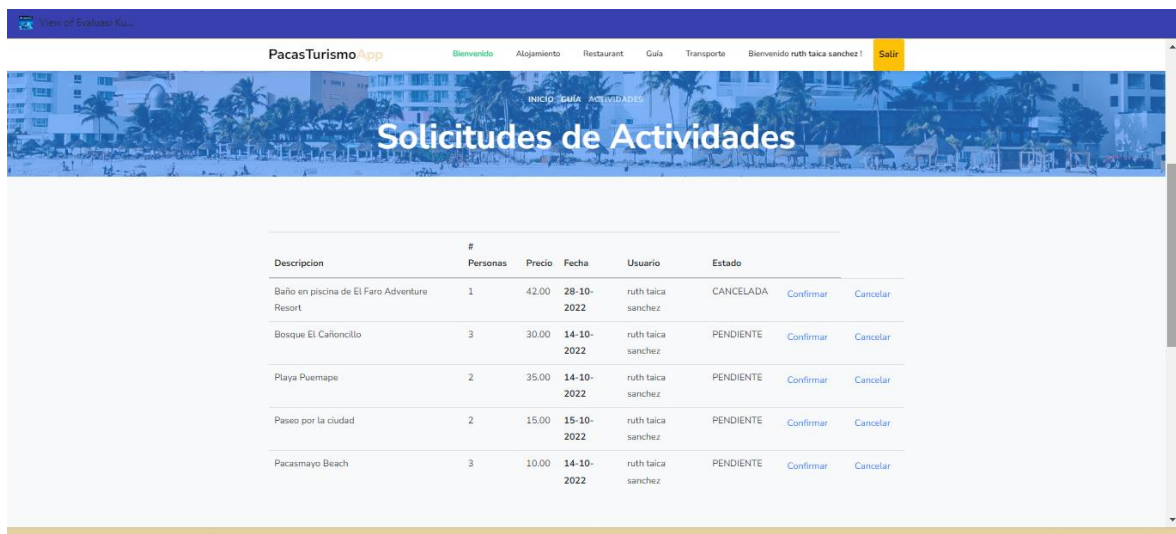 View of Evaluasi Ku...
PacasTurismoApp Bienvenido Alojamiento Restaurant Guía Transporte Bienvenido ruth taica sanchez ! Salir
INICIO GUÍA ACTIVIDADES
Solicitudes de Actividades
#
Descripcion Personas Precio Fecha Usuario Estado
Baño en piscina de El Faro Adventure 1 42.00 28-10- ruth taica CANCELADA Confirmar Cancelar
Resort 2022 sanchez
Bosque El Cañoncillo 3 30.00 14-10- ruth taica PENDIENTE Confirmar Cancelar
2022 sanchez
Playa Puemape 2 35.00 14-10- ruth taica PENDIENTE Confirmar Cancelar
2022 sanchez
Paseo por la ciudad 2 15.00 15-10- ruth taica PENDIENTE Confirmar Cancelar
2022 sanchez
Pacasmayo Beach 3 10.00 14-10- ruth taica PENDIENTE Confirmar Cancelar
2022 sanchez